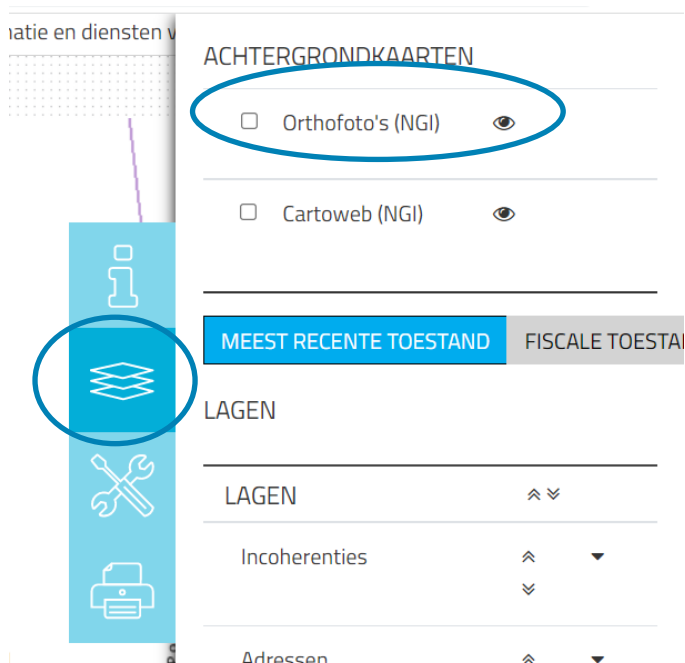 natie en diensten v
ACHTERGRONDKAARTEN
Orthofoto's (NGI)
Cartoweb (NGI)
MEEST RECENTE TOESTAND FISCALE TOESTA
LAGEN
LAGEN
Incoherenties
Adressen